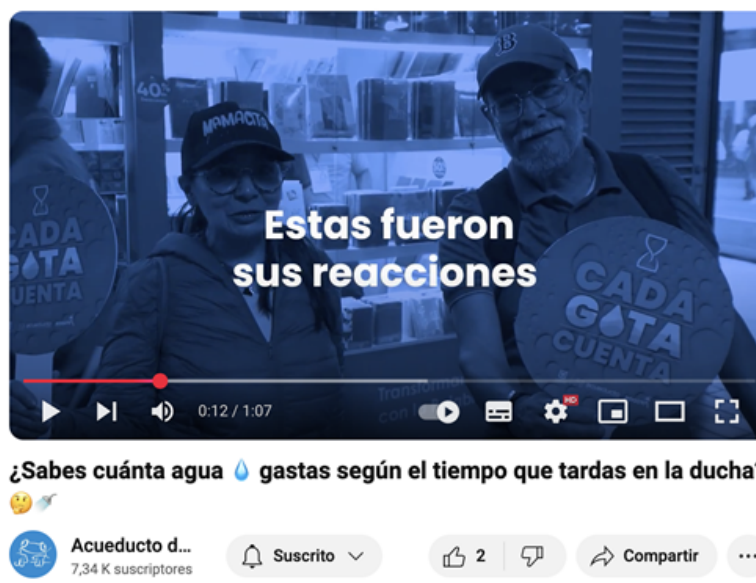 40
MAMACITA
B
CADA
GOTA
CUENTA
Estas fueron
sus reacciones
CADA
GOTA
CUENTA
0:12 / 1:07
HD
¿Sabes cuánta agua 💧 gastas según el tiempo que tardas en la ducha?
🤔🚿
Acueducto d...
7,34 K suscriptores
Suscrito
2
Compartir
...